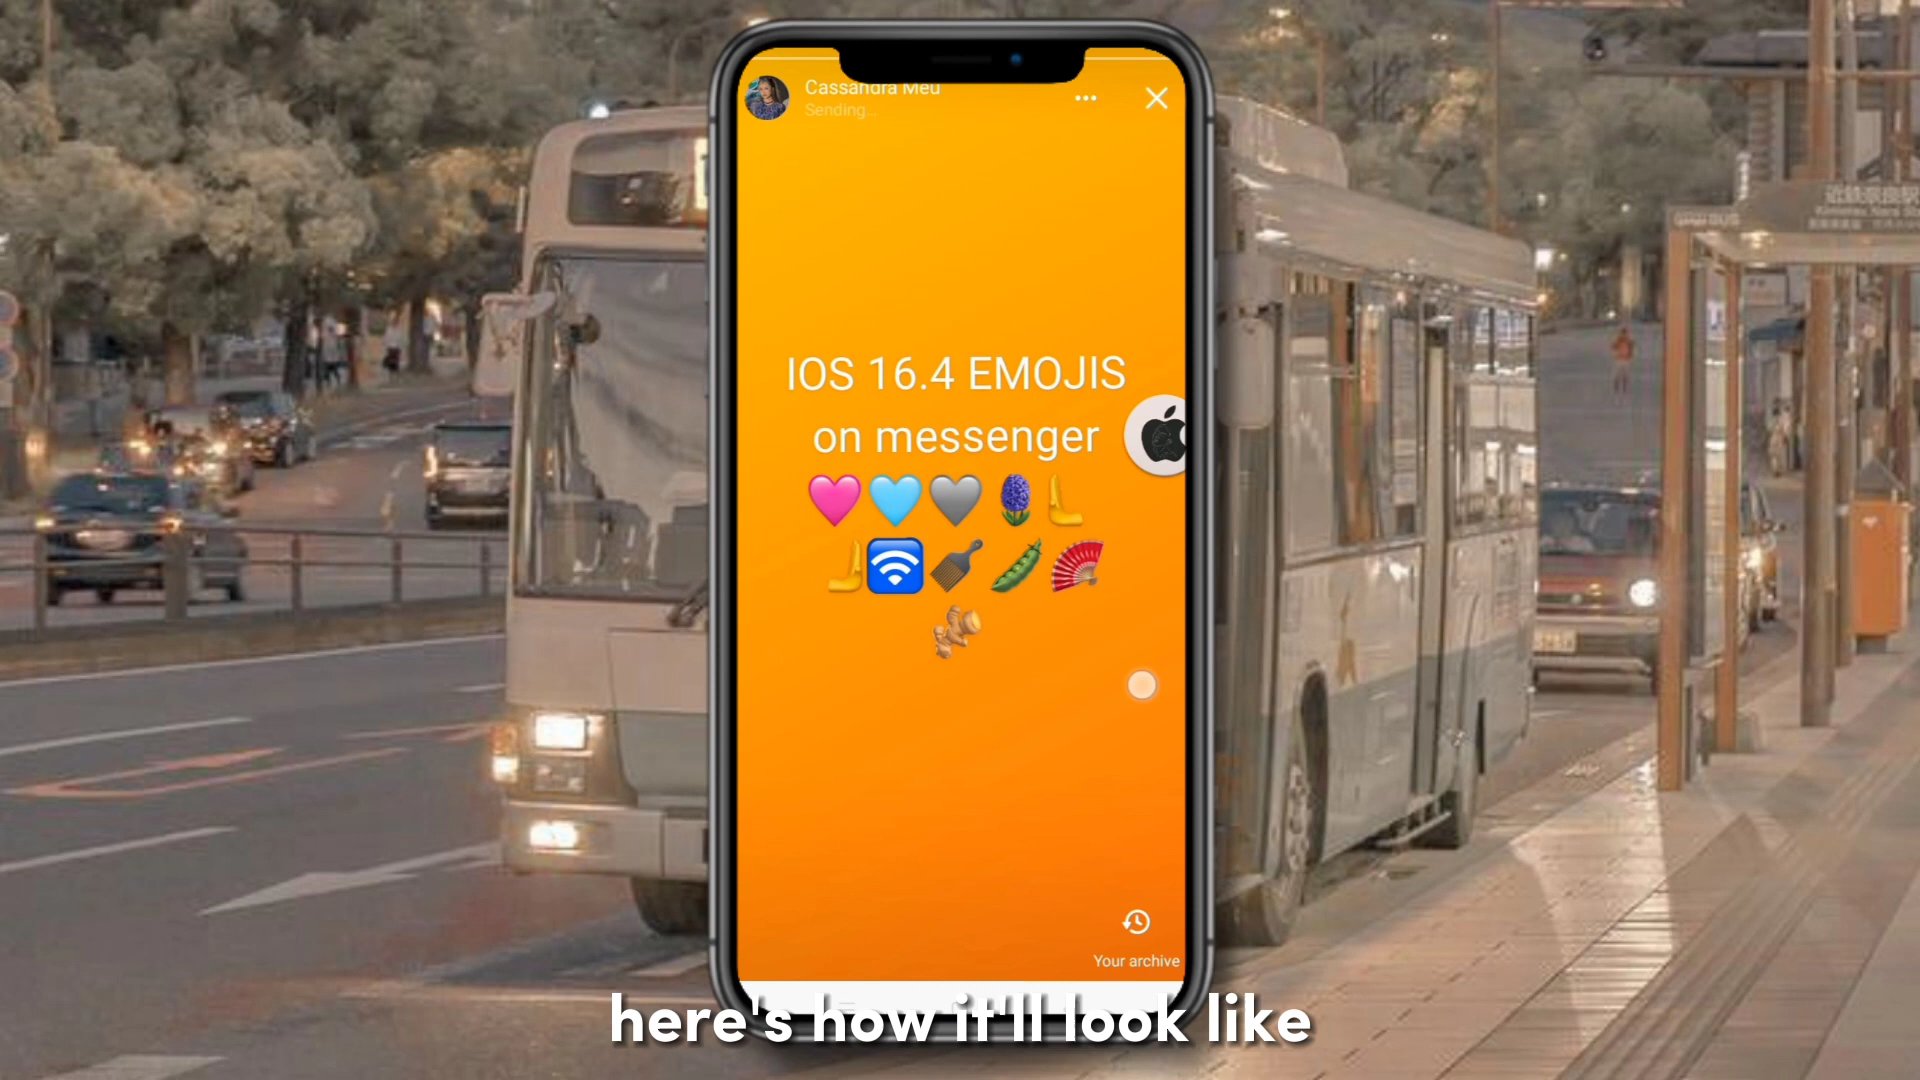 Cassandra Meu
Sending...
IOS 16.4 EMOJIS
on messenger
🩷🩵🩶🪻🫷
🫸🛜🪮🫛🪭
🫚
Your archive
here's how it'll look like